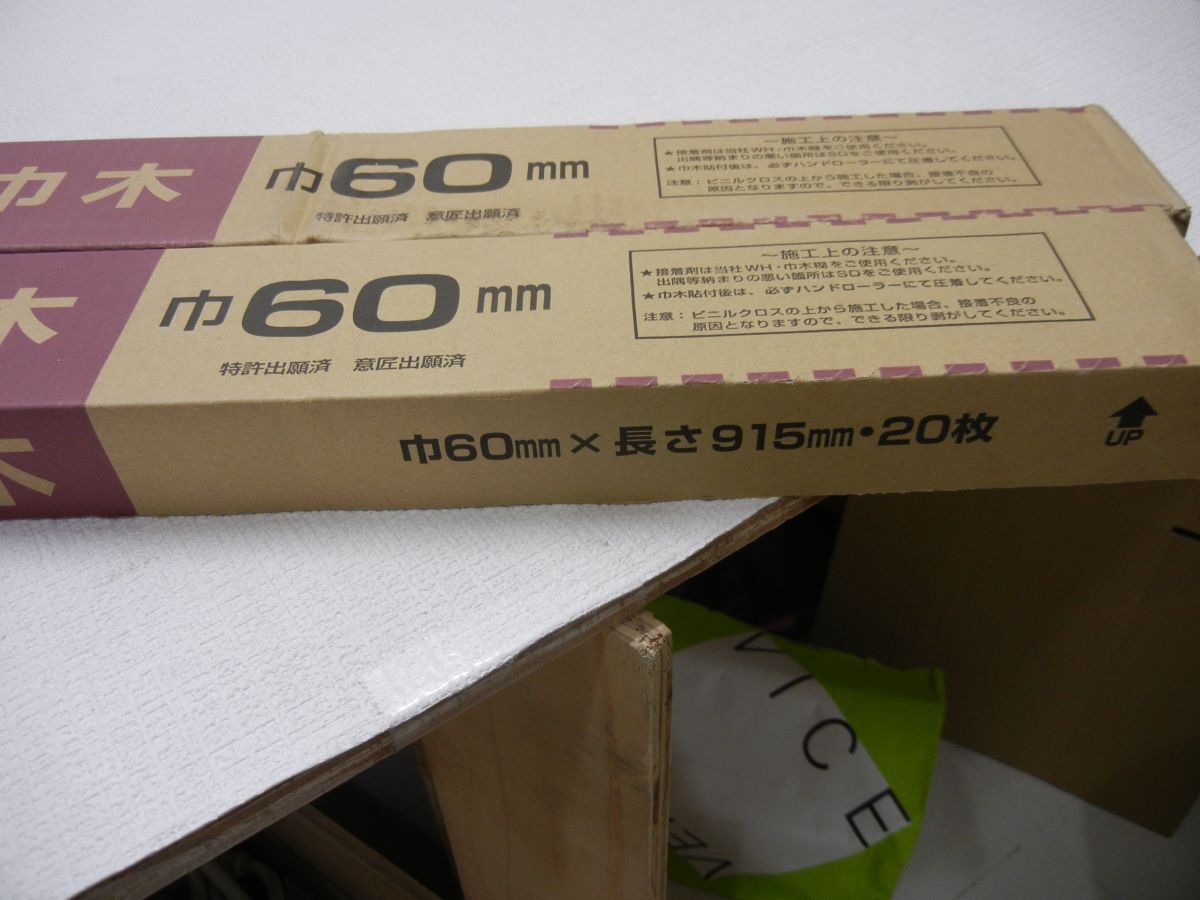 巾木
巾60mm
特許出願済 意匠出願済
～施工上の注意～
★接着剤は当社WH・巾木糊をご使用ください。
出隅等納まりの悪い箇所はSDをご使用ください。
★巾木貼付後は、必ずハンドローラーにて圧着してください。
注意：ビニルクロスの上から施工した場合、接着不良の
原因となりますので、できる限り剥がしてください。
木
巾60mm
特許出願済 意匠出願済
～施工上の注意～
★接着剤は当社WH・巾木糊をご使用ください。
出隅等納まりの悪い箇所はSDをご使用ください。
★巾木貼付後は、必ずハンドローラーにて圧着してください。
注意：ビニルクロスの上から施工した場合、接着不良の
原因となりますので、できる限り剥がしてください。
木
巾60mm×長さ915mm・20枚
UP
VICE
VE